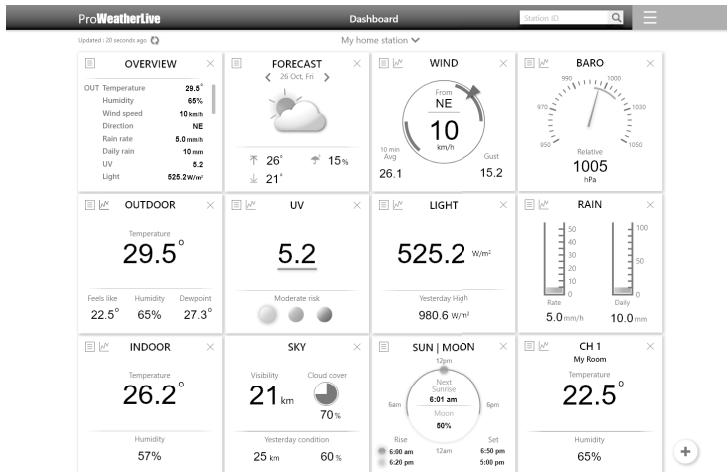 ProWeatherLive
Dashboard
Station ID
Updated : 20 seconds ago
My home station
OVERVIEW
OUT Temperature 29.5°
Humidity 65%
Wind speed 10 km/h
Direction NE
Rain rate 5.0 mm/h
Daily rain 10 mm
UV 5.2
Light 525.2 W/m²
FORECAST
26 Oct, Fri
26° 15%
21°
WIND
From
NE
10
km/h
10 min
Avg
26.1
Gust
15.2
BARO
990 1000
970 1030
950 1050
Relative
1005
hPa
OUTDOOR
Temperature
29.5°
Feels like Humidity Dewpoint
22.5° 65% 27.3°
UV
5.2
Moderate risk
LIGHT
525.2 W/m²
Yesterday High
980.6 W/m²
RAIN
50
40
30
20
10
0
100
50
0
Rate Daily
5.0 mm/h 10.0 mm
INDOOR
Temperature
26.2°
Humidity
57%
SKY
Visibility Cloud cover
21 km
70%
Yesterday condition
25 km 60%
SUN | MOON
12pm
Next
Sunrise
6:01 am
6am 6pm
Moon
50%
Rise 12am Set
6:00 am 6:50 pm
6:20 pm 5:00 pm
CH 1
My Room
Temperature
22.5°
Humidity
65%